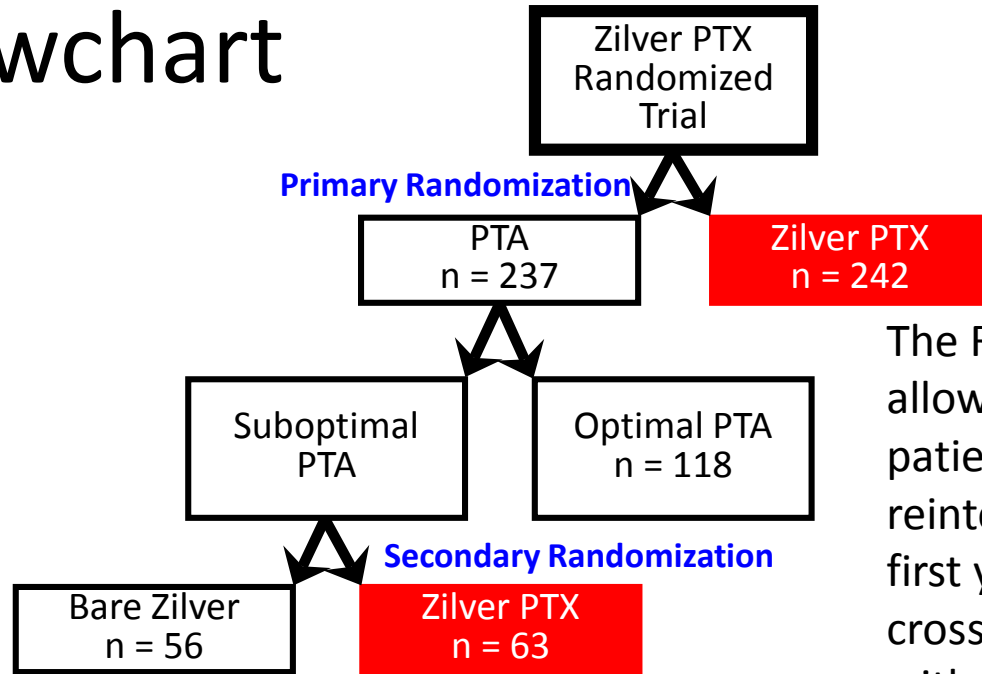 wchart
Zilver PTX
Randomized
Trial
Primary Randomization
PTA
n = 237
Zilver PTX
n = 242
Suboptimal
PTA
Optimal PTA
n = 118
The
allow
patie
reinte
first
cross
Secondary Randomization
Bare Zilver
n = 56
Zilver PTX
n = 63